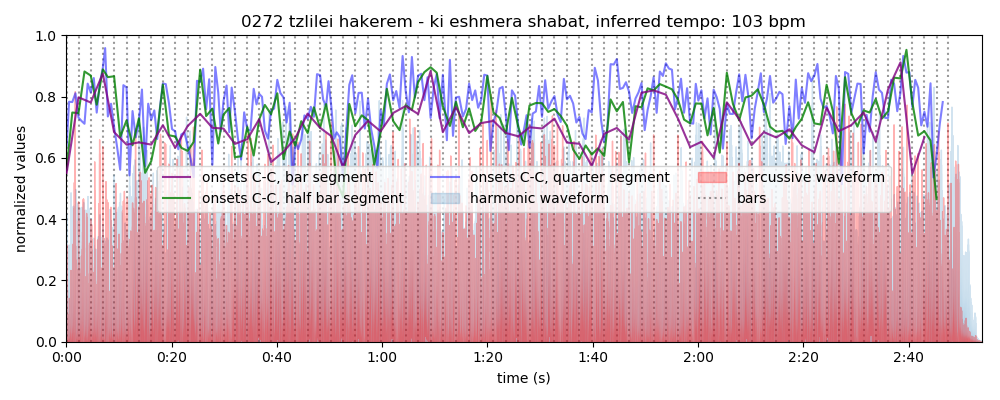 0272 tzlilei hakerem - ki eshmera shabat, inferred tempo: 103 bpm
normalized values
1.0
0.8
0.6
0.4
0.2
0.0
onsets C-C, bar segment
onsets C-C, half bar segment
onsets C-C, quarter segment
harmonic waveform
percussive waveform
bars
0:00 0:20 0:40 1:00 1:20 1:40 2:00 2:20 2:40
time (s)